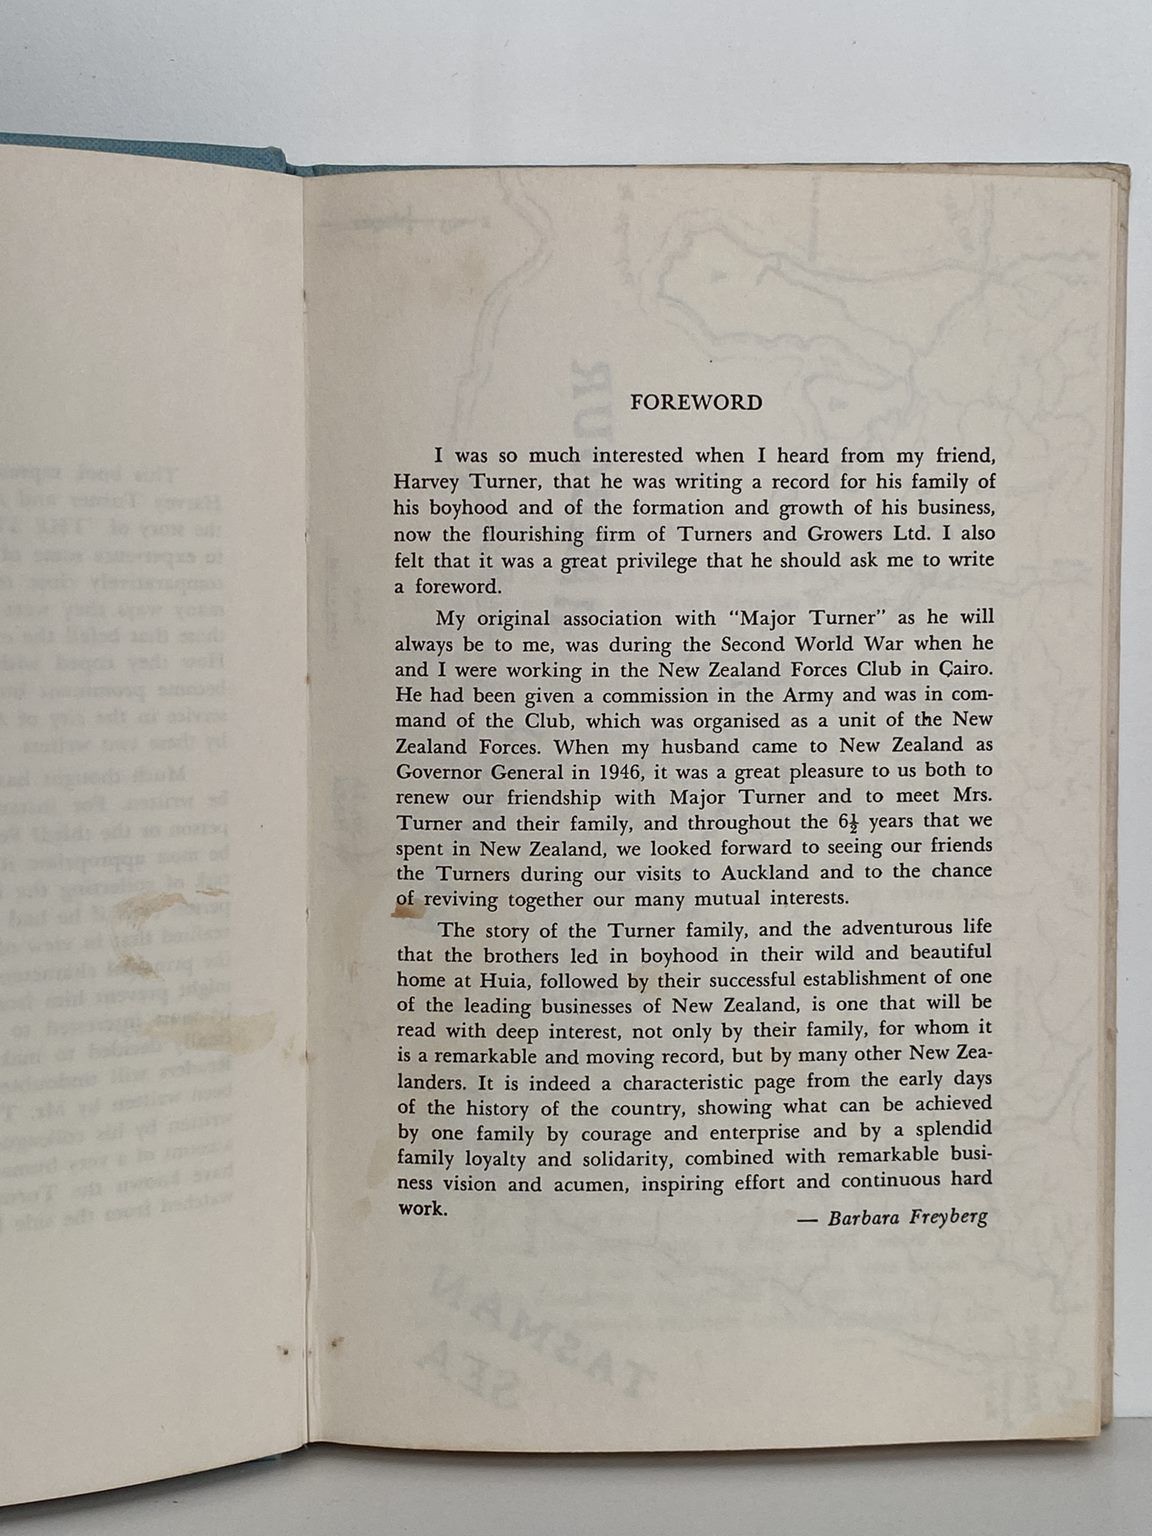 FOREWORD
I was so much interested when I heard from my friend,
Harvey Turner, that he was writing a record for his family of
his boyhood and of the formation and growth of his business,
now the flourishing firm of Turners and Growers Ltd. I also
felt that it was a great privilege that he should ask me to write
a foreword.
My original association with “Major Turner” as he will
always be to me, was during the Second World War when he
and I were working in the New Zealand Forces Club in Cairo.
He had been given a commission in the Army and was in com-
mand of the Club, which was organised as a unit of the New
Zealand Forces. When my husband came to New Zealand as
Governor General in 1946, it was a great pleasure to us both to
renew our friendship with Major Turner and to meet Mrs.
Turner and their family, and throughout the 6½ years that we
spent in New Zealand, we looked forward to seeing our friends
the Turners during our visits to Auckland and to the chance
of reviving together our many mutual interests.
The story of the Turner family, and the adventurous life
that the brothers led in boyhood in their wild and beautiful
home at Huia, followed by their successful establishment of one
of the leading businesses of New Zealand, is one that will be
read with deep interest, not only by their family, for whom it
is a remarkable and moving record, but by many other New Zea-
landers. It is indeed a characteristic page from the early days
of the history of the country, showing what can be achieved
by one family by courage and enterprise and by a splendid
family loyalty and solidarity, combined with remarkable busi-
ness vision and acumen, inspiring effort and continuous hard
work.
— Barbara Freyberg
TASMAN
SEA